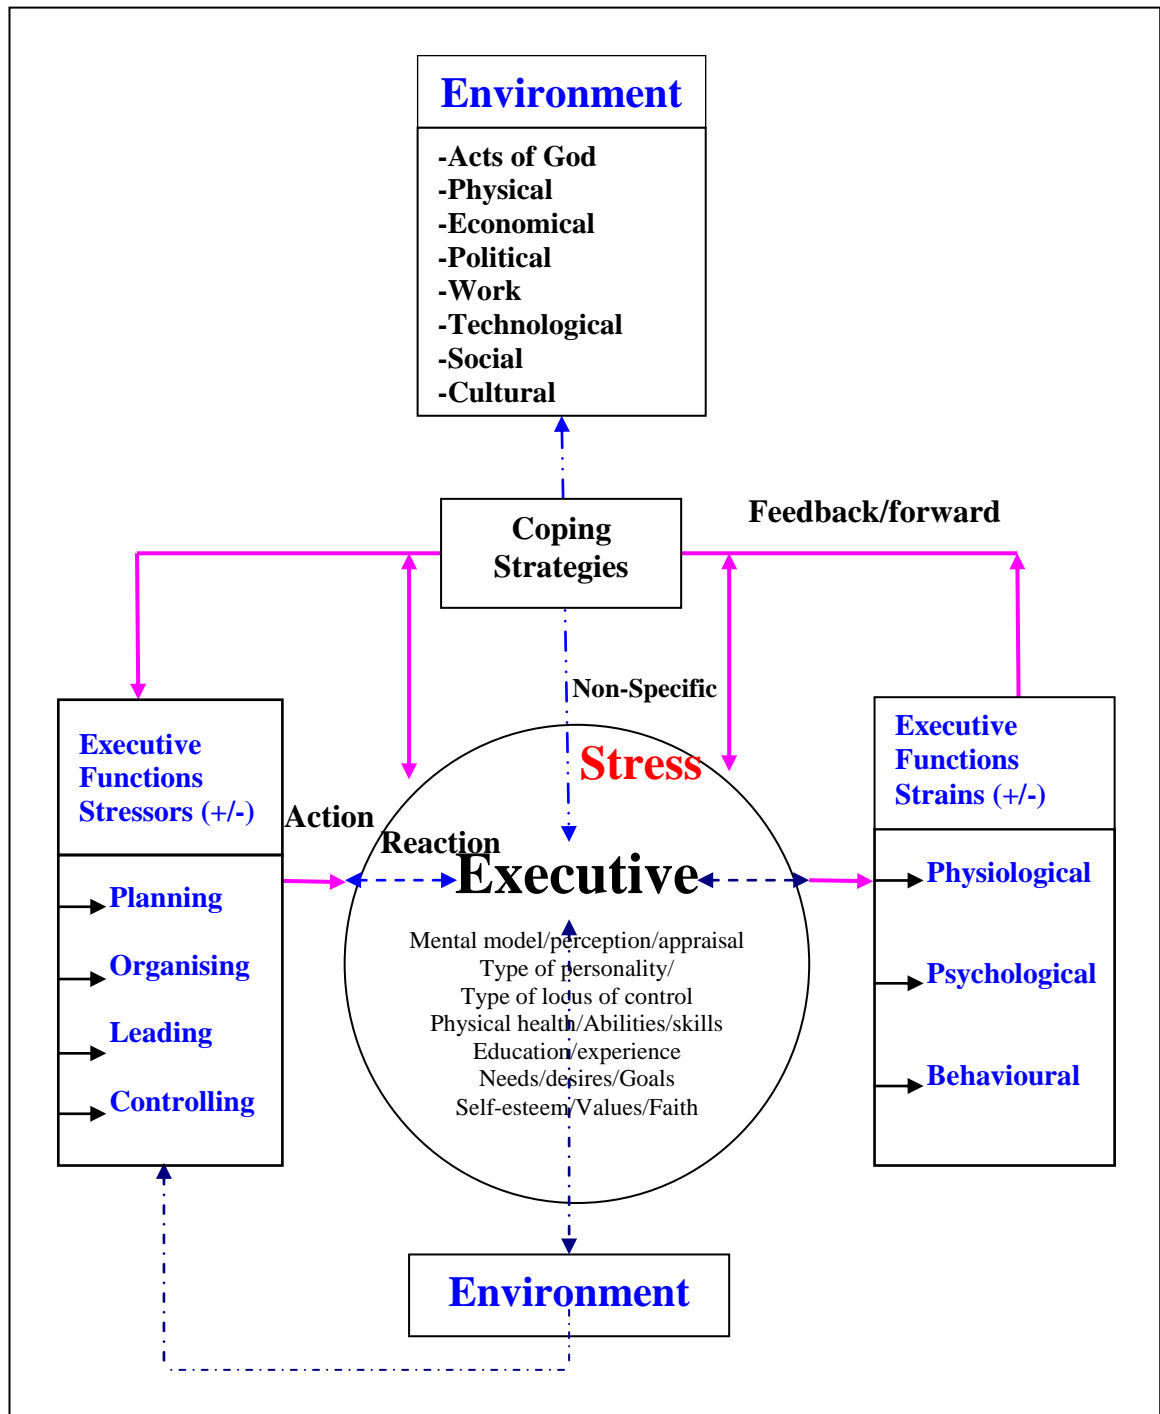 Environment
-Acts of God
-Physical
-Economical
-Political
-Work
-Technological
-Social
-Cultural
Coping
Strategies
Feedback/forward
Non-Specific
Executive
Functions
Stressors (+/-)
Planning
Organising
Leading
Controlling
Action
Reaction
Stress
Executive
Mental model/perception/appraisal
Type of personality/
Type of locus of control
Physical health/Abilities/skills
Education/experience
Needs/desires/Goals
Self-esteem/Values/Faith
Executive
Functions
Strains (+/-)
Physiological
Psychological
Behavioural
Environment